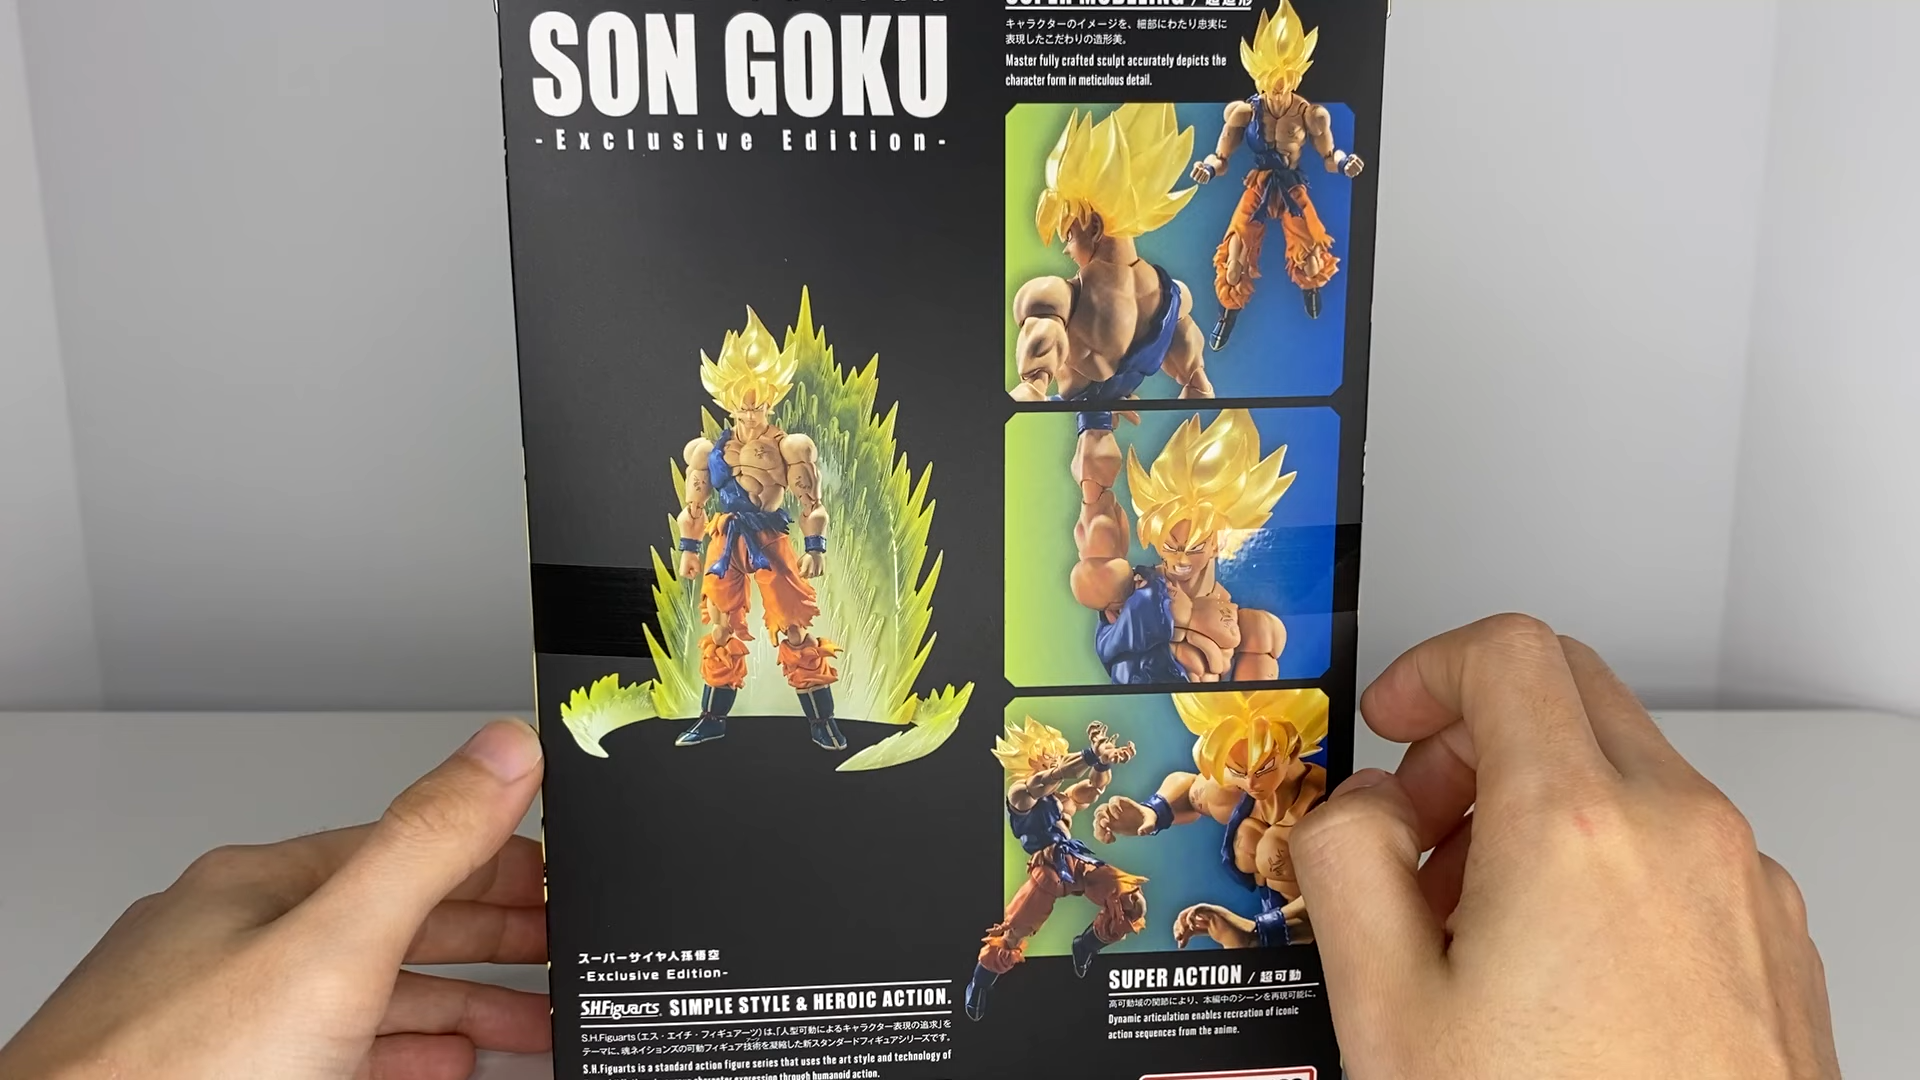 SON GOKU
-Exclusive Edition-
SUPER MODELING / 超造形
キャラクターのイメージを、細部にわたり忠実に
表現したこだわりの造形美。
Master fully crafted sculpt accurately depicts the
character form in meticulous detail.
スーパーサイヤ人孫悟空
-Exclusive Edition-
S.H.Figuarts. SIMPLE STYLE & HEROIC ACTION.
S.H.Figuarts（エス・エイチ・フィギュアーツ）は、「人型可動によるキャラクター表現の追求」を
テーマに、魂ネイションズの可動フィギュア技術を凝縮した新スタンダードフィギュアシリーズです。
S.H.Figuarts is a standard action figure series that uses the art style and technology of
character expression through humanoid action.
SUPER ACTION / 超可動
高可動域の関節により、本編中のシーンを再現可能に。
Dynamic articulation enables recreation of iconic
action sequences from the anime.